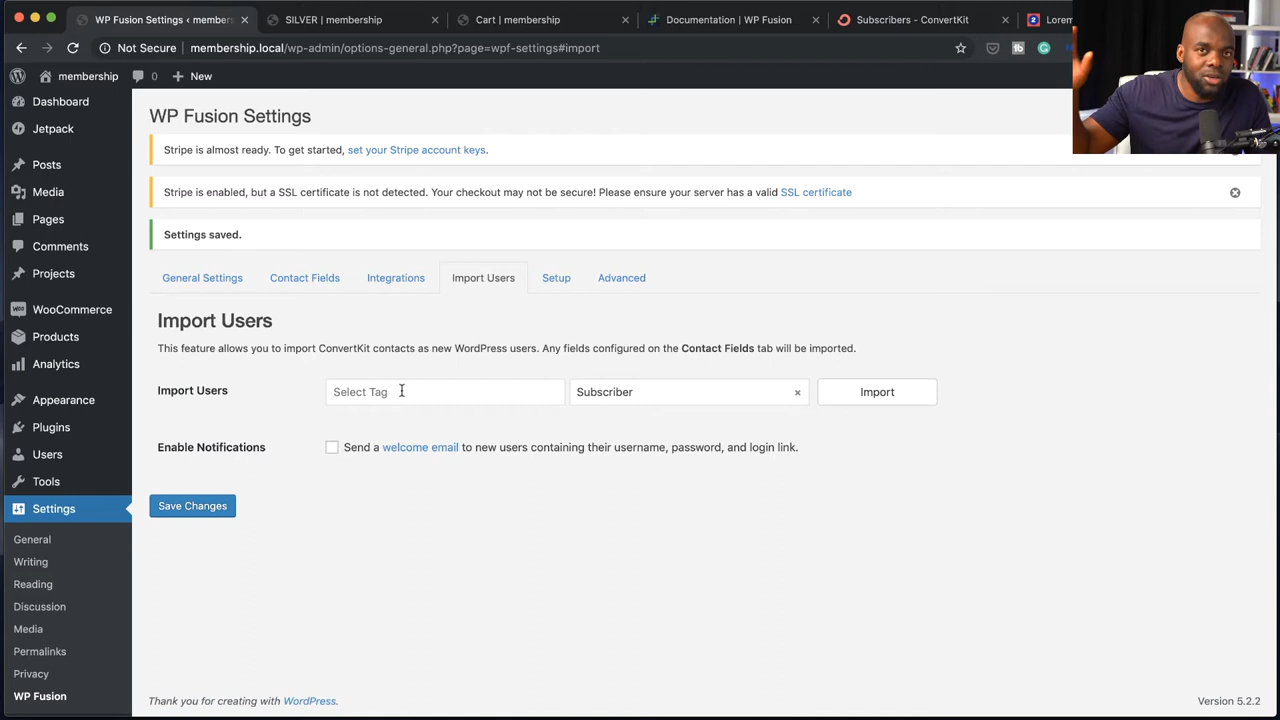 WP Fusion Settings ‹ members
SILVER | membership
Cart | membership
Documentation | WP Fusion
Subscribers - ConvertKit
Lorem
Not Secure
membership.local/wp-admin/options-general.php?page=wpf-settings#import
membership
0
New
Dashboard
Jetpack
Posts
Media
Pages
Comments
Projects
WooCommerce
Products
Analytics
Appearance
Plugins
Users
Tools
Settings
General
Writing
Reading
Discussion
Media
Permalinks
Privacy
WP Fusion
WP Fusion Settings
Stripe is almost ready. To get started, set your Stripe account keys.
Stripe is enabled, but a SSL certificate is not detected. Your checkout may not be secure! Please ensure your server has a valid SSL certificate
Settings saved.
General Settings
Contact Fields
Integrations
Import Users
Setup
Advanced
Import Users
This feature allows you to import ConvertKit contacts as new WordPress users. Any fields configured on the Contact Fields tab will be imported.
Import Users
Select Tag
Subscriber ×
Import
Enable Notifications
Send a welcome email to new users containing their username, password, and login link.
Save Changes
Thank you for creating with WordPress.
Version 5.2.2